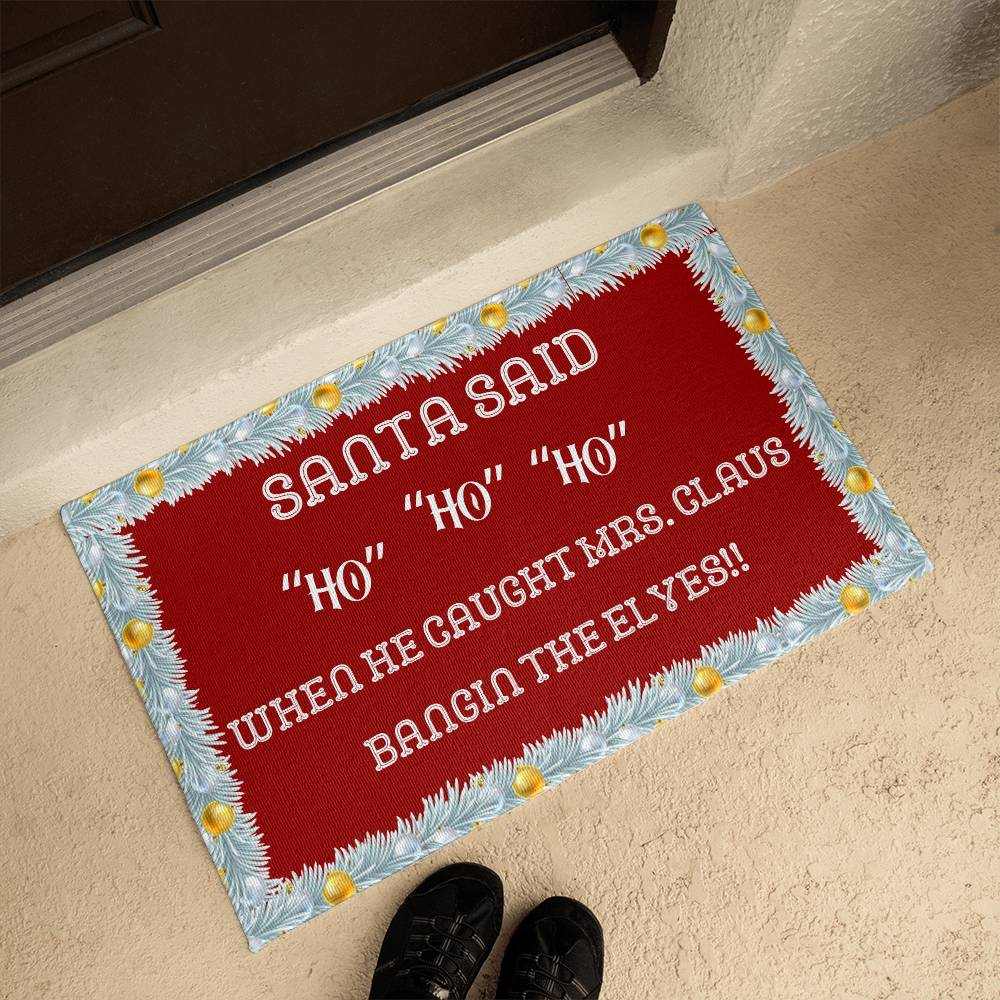 SANTA SAID
"HO" "HO" "HO"
WHEN HE CAUGHT MRS. CLAUS
BANGIN THE ELVES!!